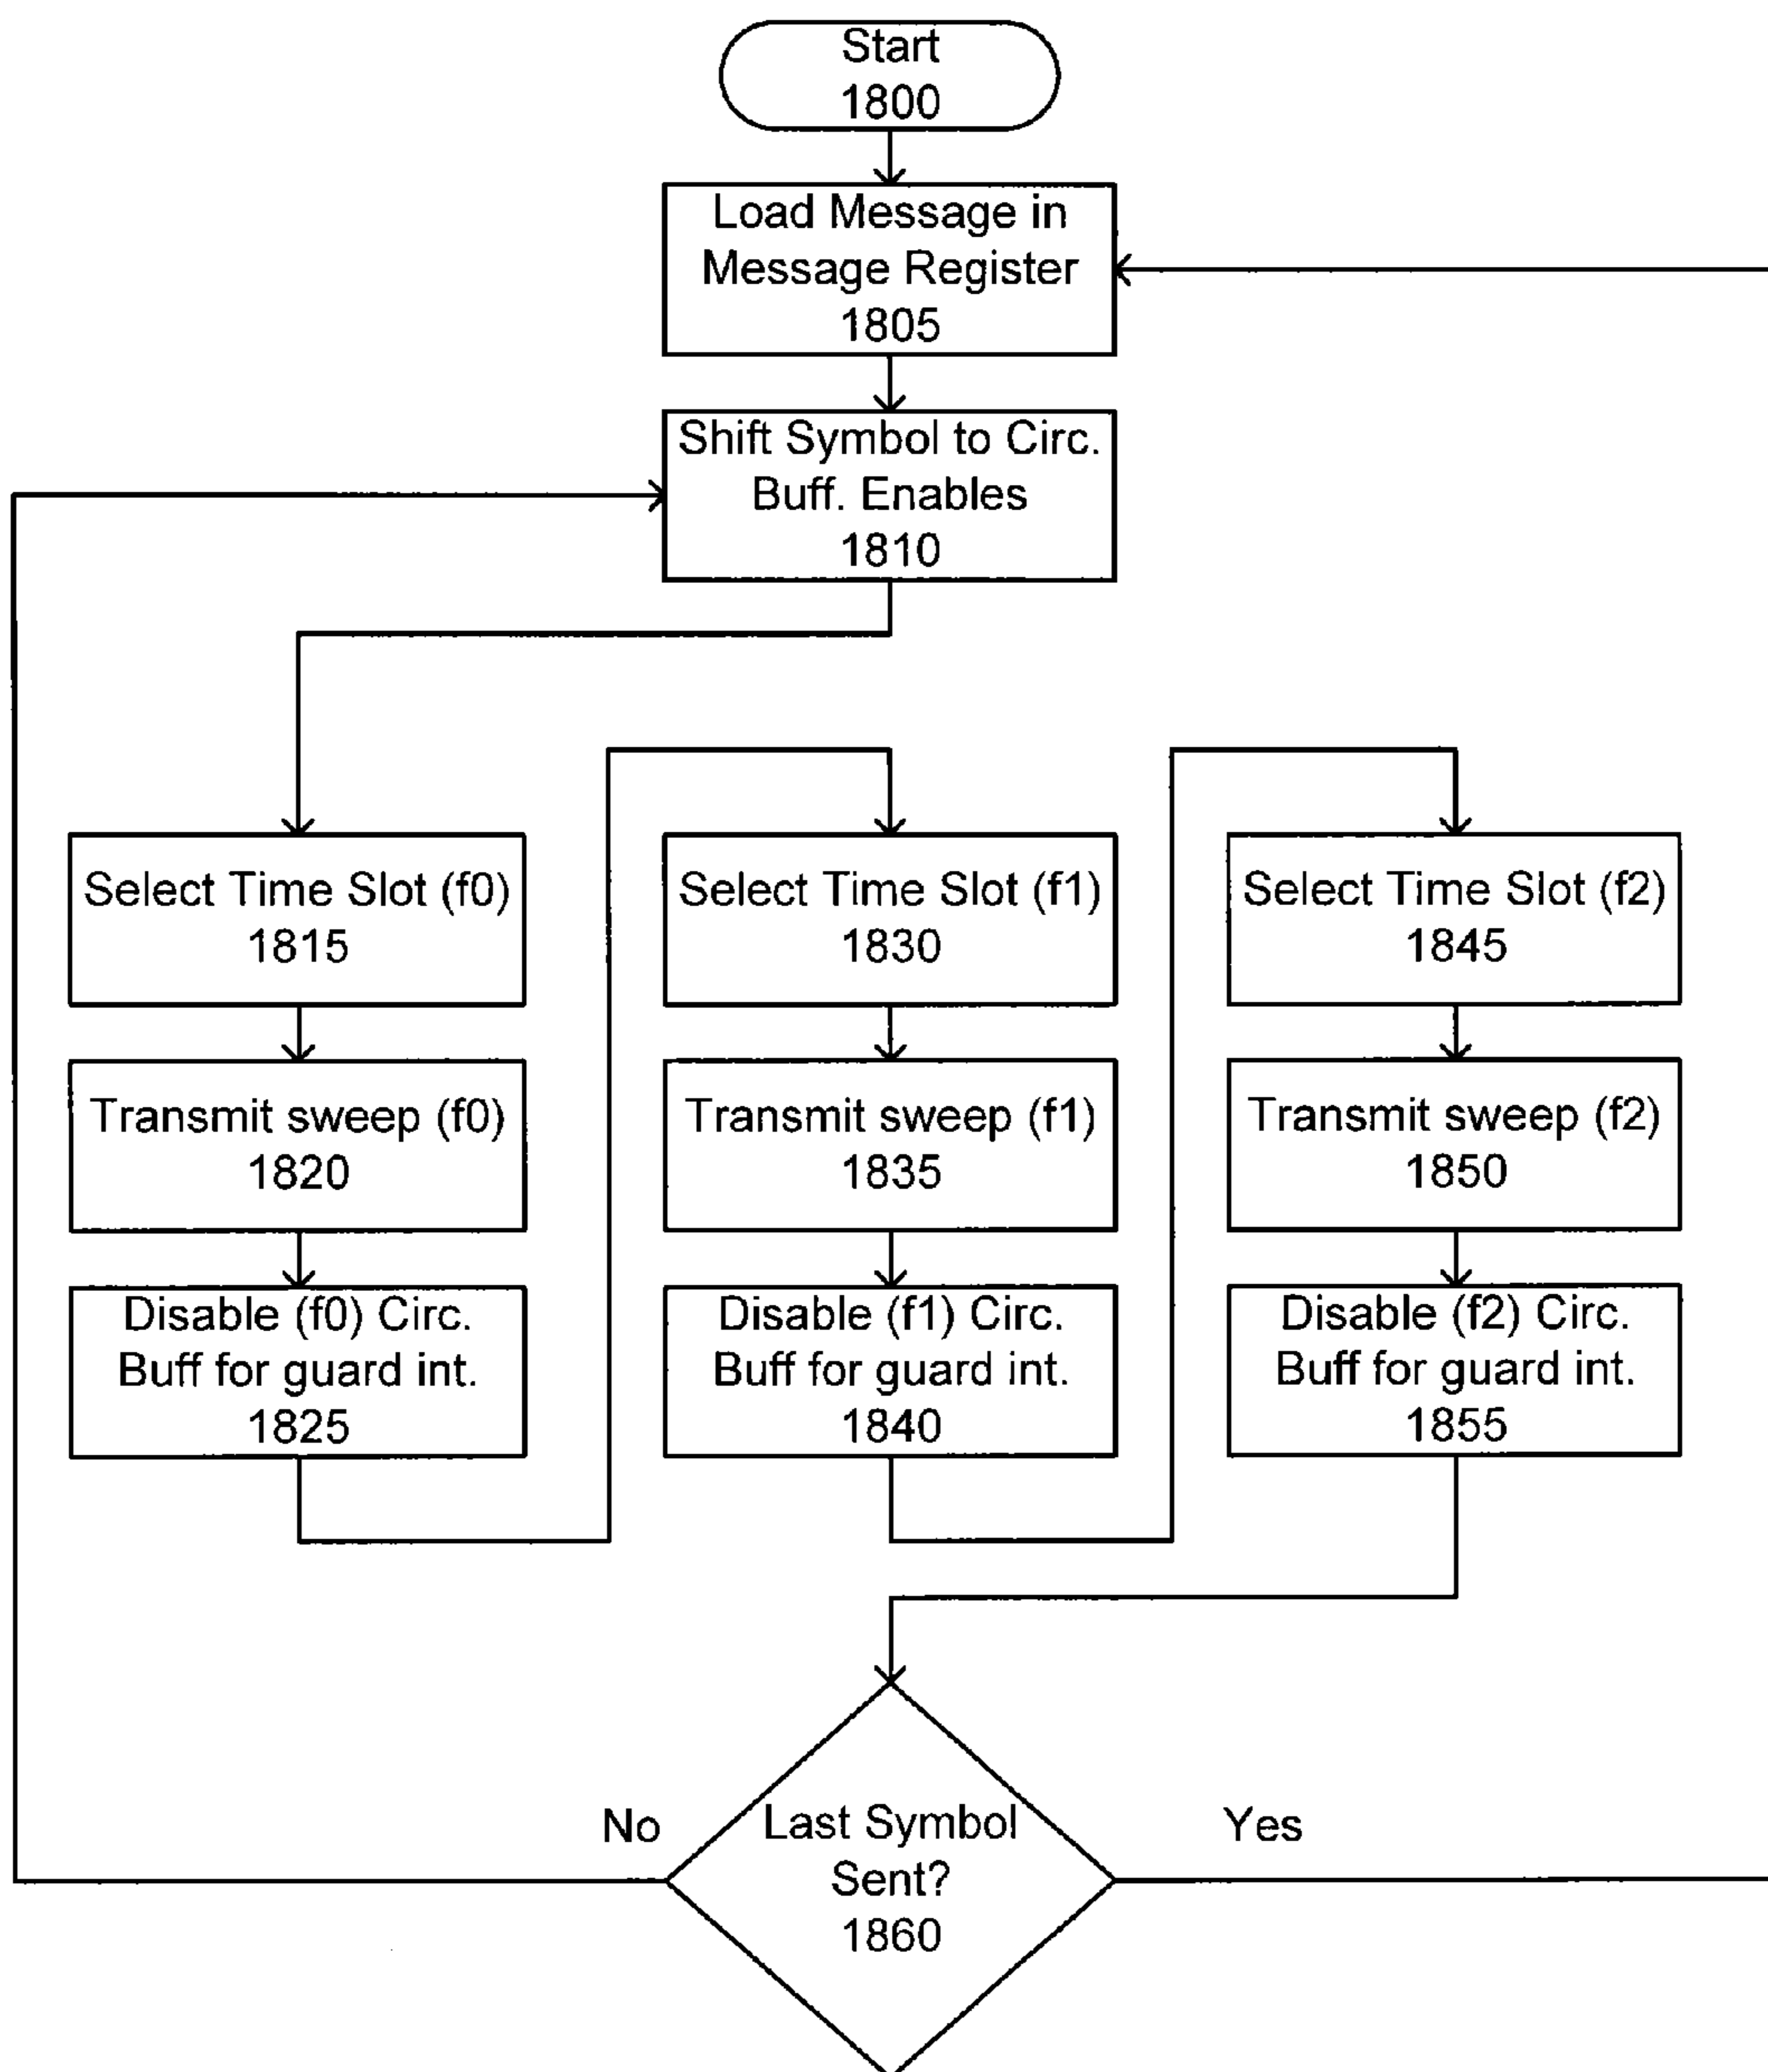 Start
1800
Load Message in
Message Register
1805
Shift Symbol to Circ.
Buff. Enables
1810
Select Time Slot (f0)
1815
Transmit sweep (f0)
1820
Disable (f0) Circ.
Buff for guard int.
1825
Select Time Slot (f1)
1830
Transmit sweep (f1)
1835
Disable (f1) Circ.
Buff for guard int.
1840
Select Time Slot (f2)
1845
Transmit sweep (f2)
1850
Disable (f2) Circ.
Buff for guard int.
1855
No
Last Symbol
Sent?
1860
Yes